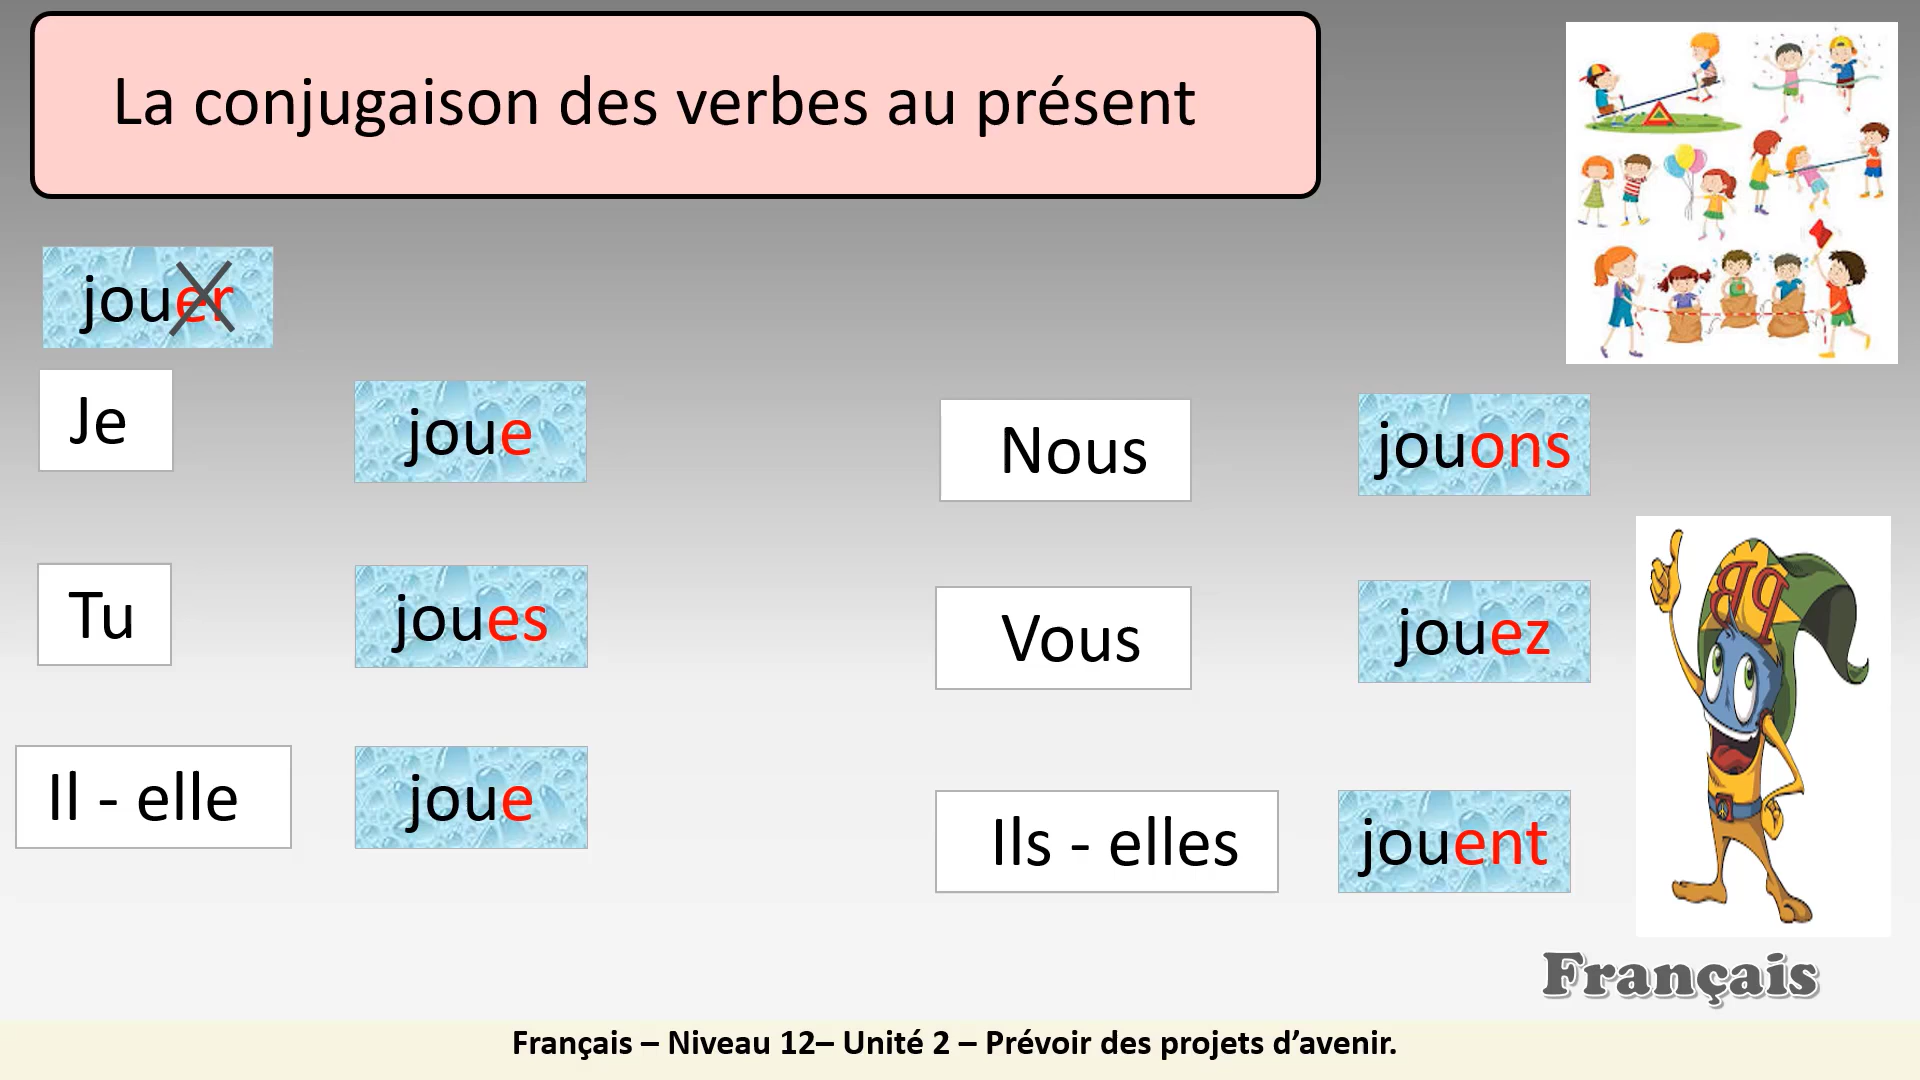 La conjugaison des verbes au présent
jouer
Je joue
Tu joues
Il - elle joue
Nous jouons
Vous jouez
Ils - elles jouent
Français
Français – Niveau 12– Unité 2 – Prévoir des projets d’avenir.